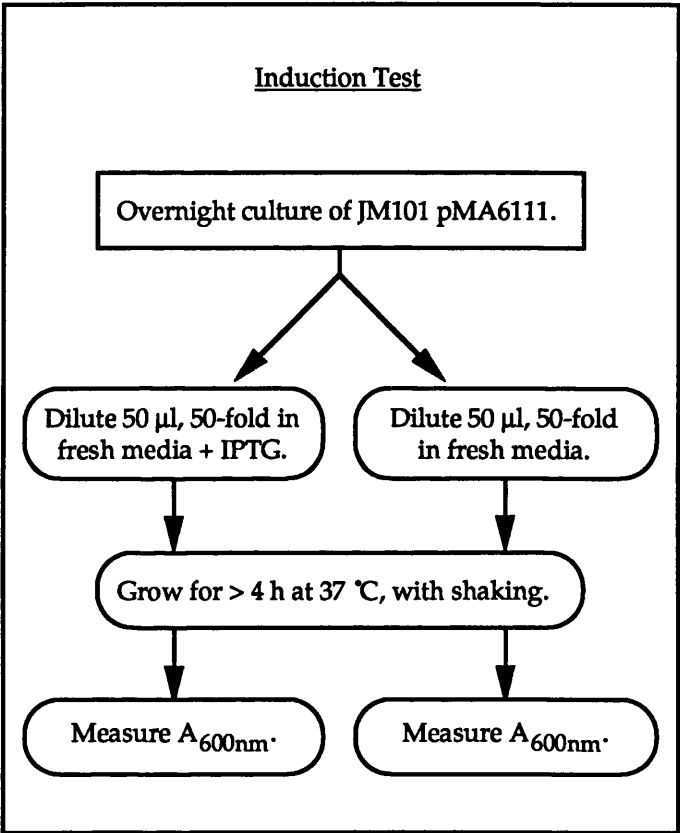 Induction Test
Overnight culture of JM101 pMA6111.
Dilute 50 µl, 50-fold in
fresh media + IPTG.
Dilute 50 µl, 50-fold
in fresh media.
Grow for > 4 h at 37 °C, with shaking.
Measure A600nm.
Measure A600nm.